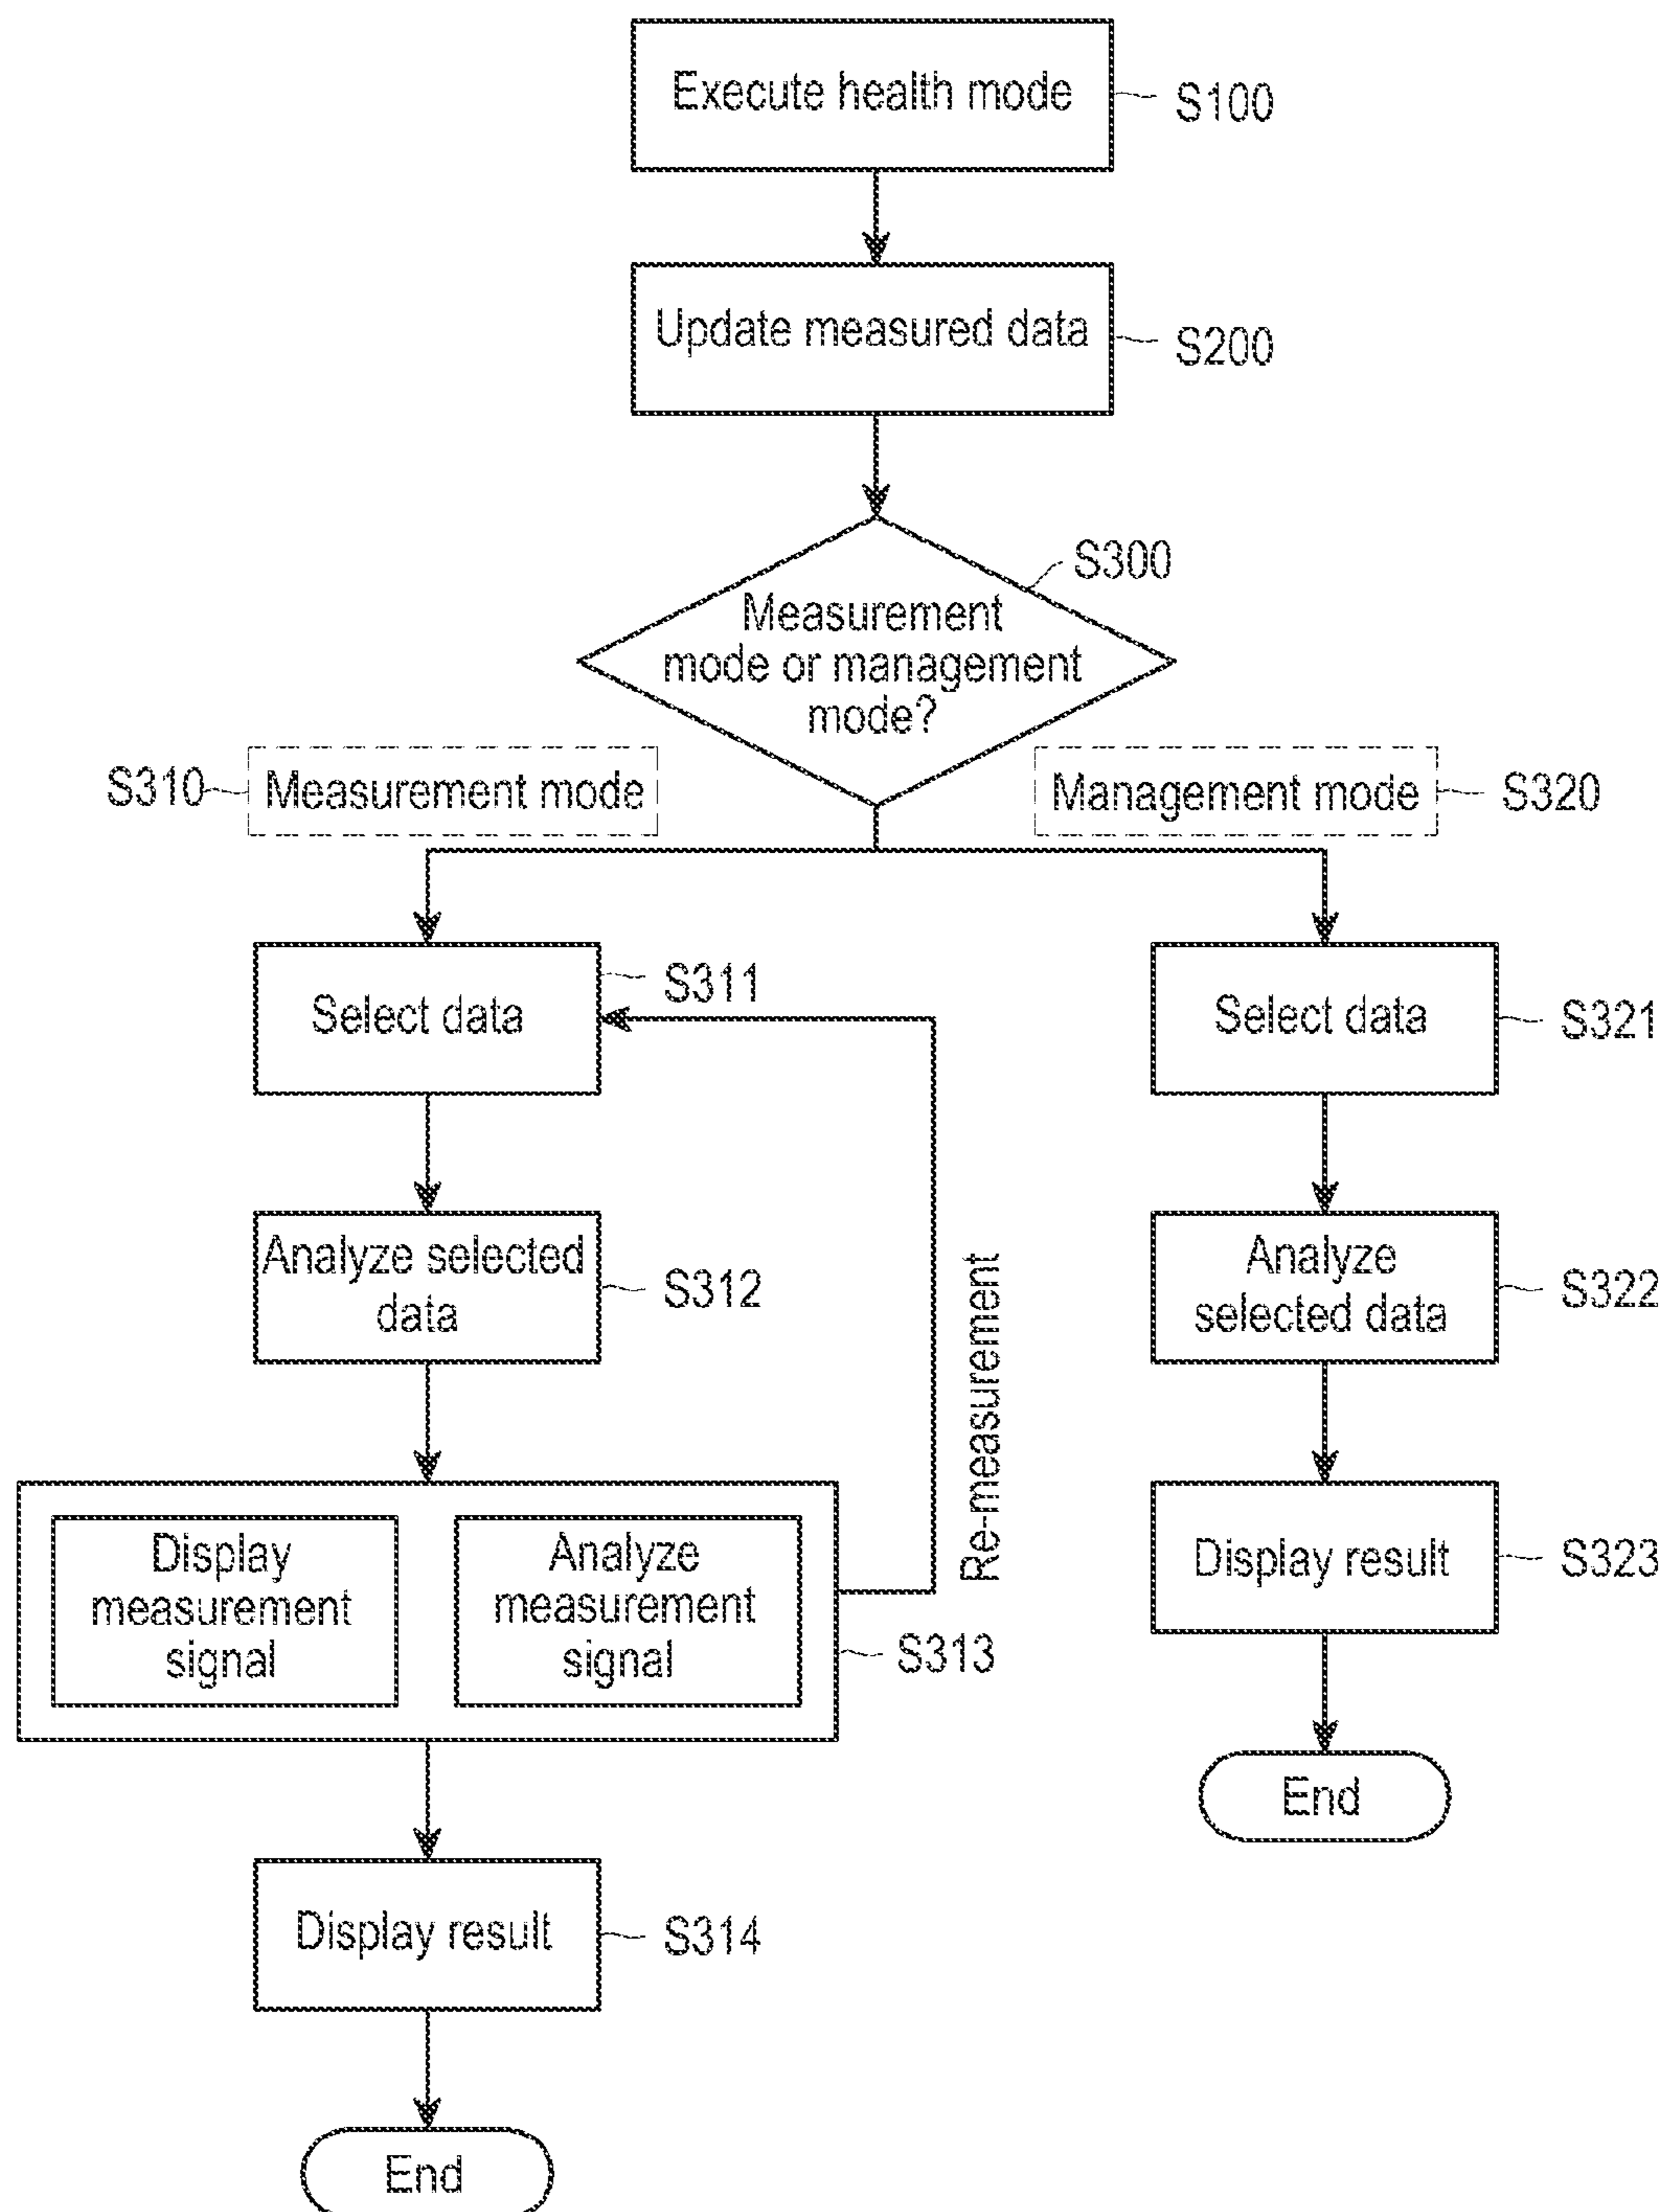 Execute health mode
S100
Update measured data
S200
S300
Measurement
mode or management
mode?
S310
Measurement mode
Management mode
S320
Select data
S311
Select data
S321
Analyze selected
data
S312
Analyze
selected data
S322
Re-measurement
Display
measurement
signal
Analyze
measurement
signal
S313
Display result
S323
End
Display result
S314
End